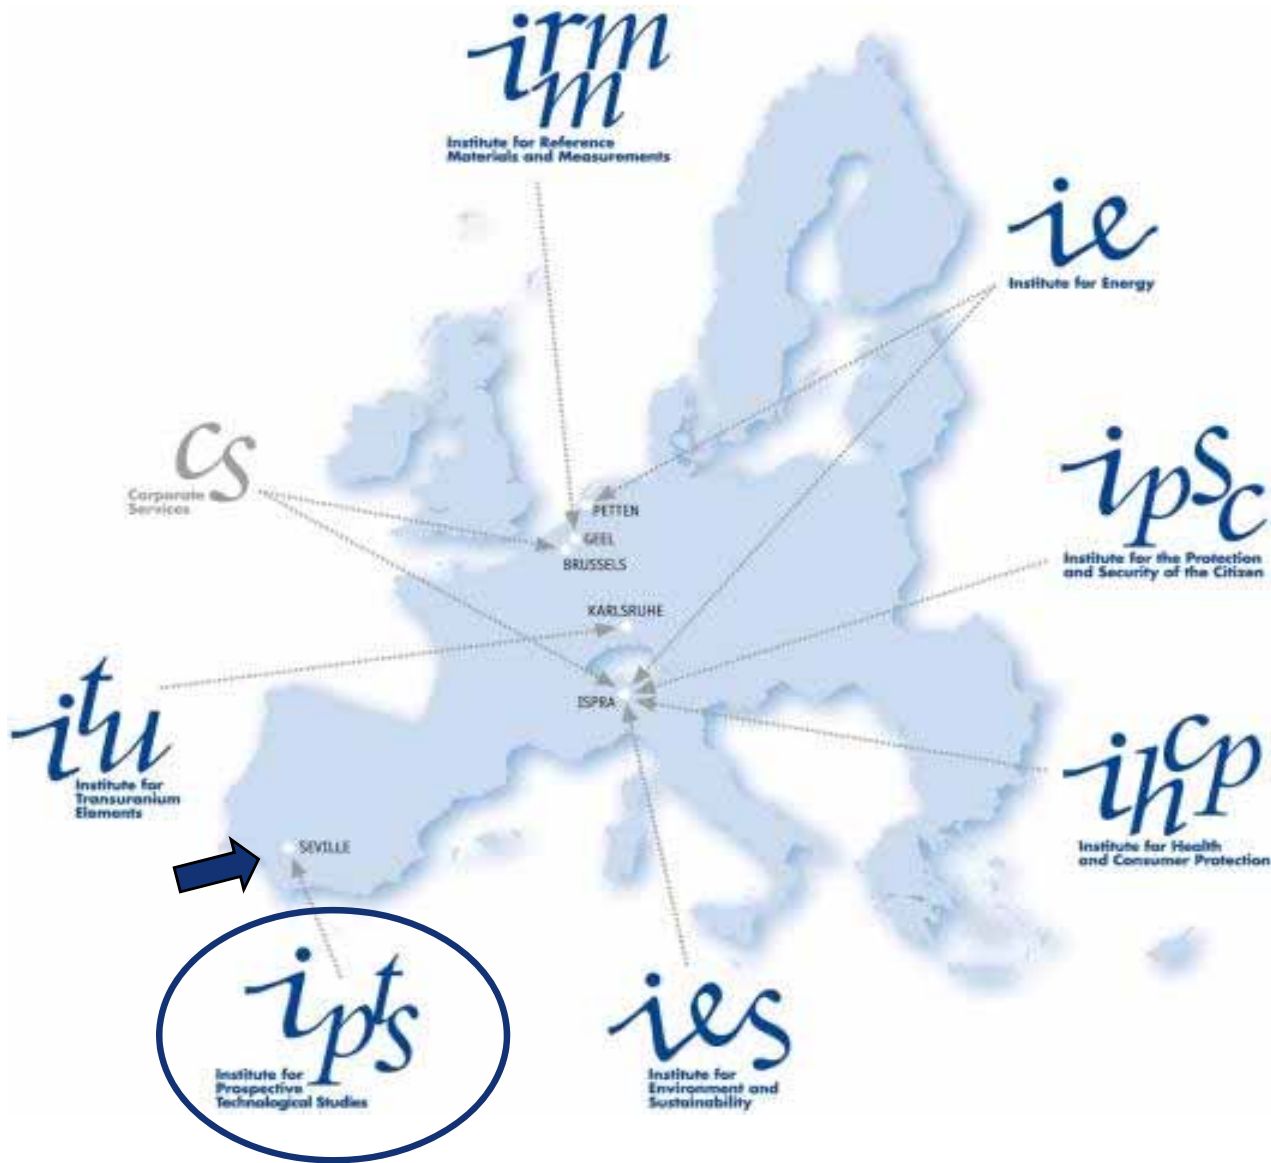 irmm
m
Institute for Reference
Materials and Measurements
ie
Institute for Energy
cs
Corporate
Services
ipsc
Institute for the Protection
and Security of the Citizen
PETTEN
GEEL
BRUSSELS
KARLSRUHE
ISPRA
itu
Institute for
Transuranium
Elements
ihcp
Institute for Health
and Consumer Protection
SEVILLE
ipts
Institute for
Prospective
Technological Studies
ies
Institute for
Environment and
Sustainability